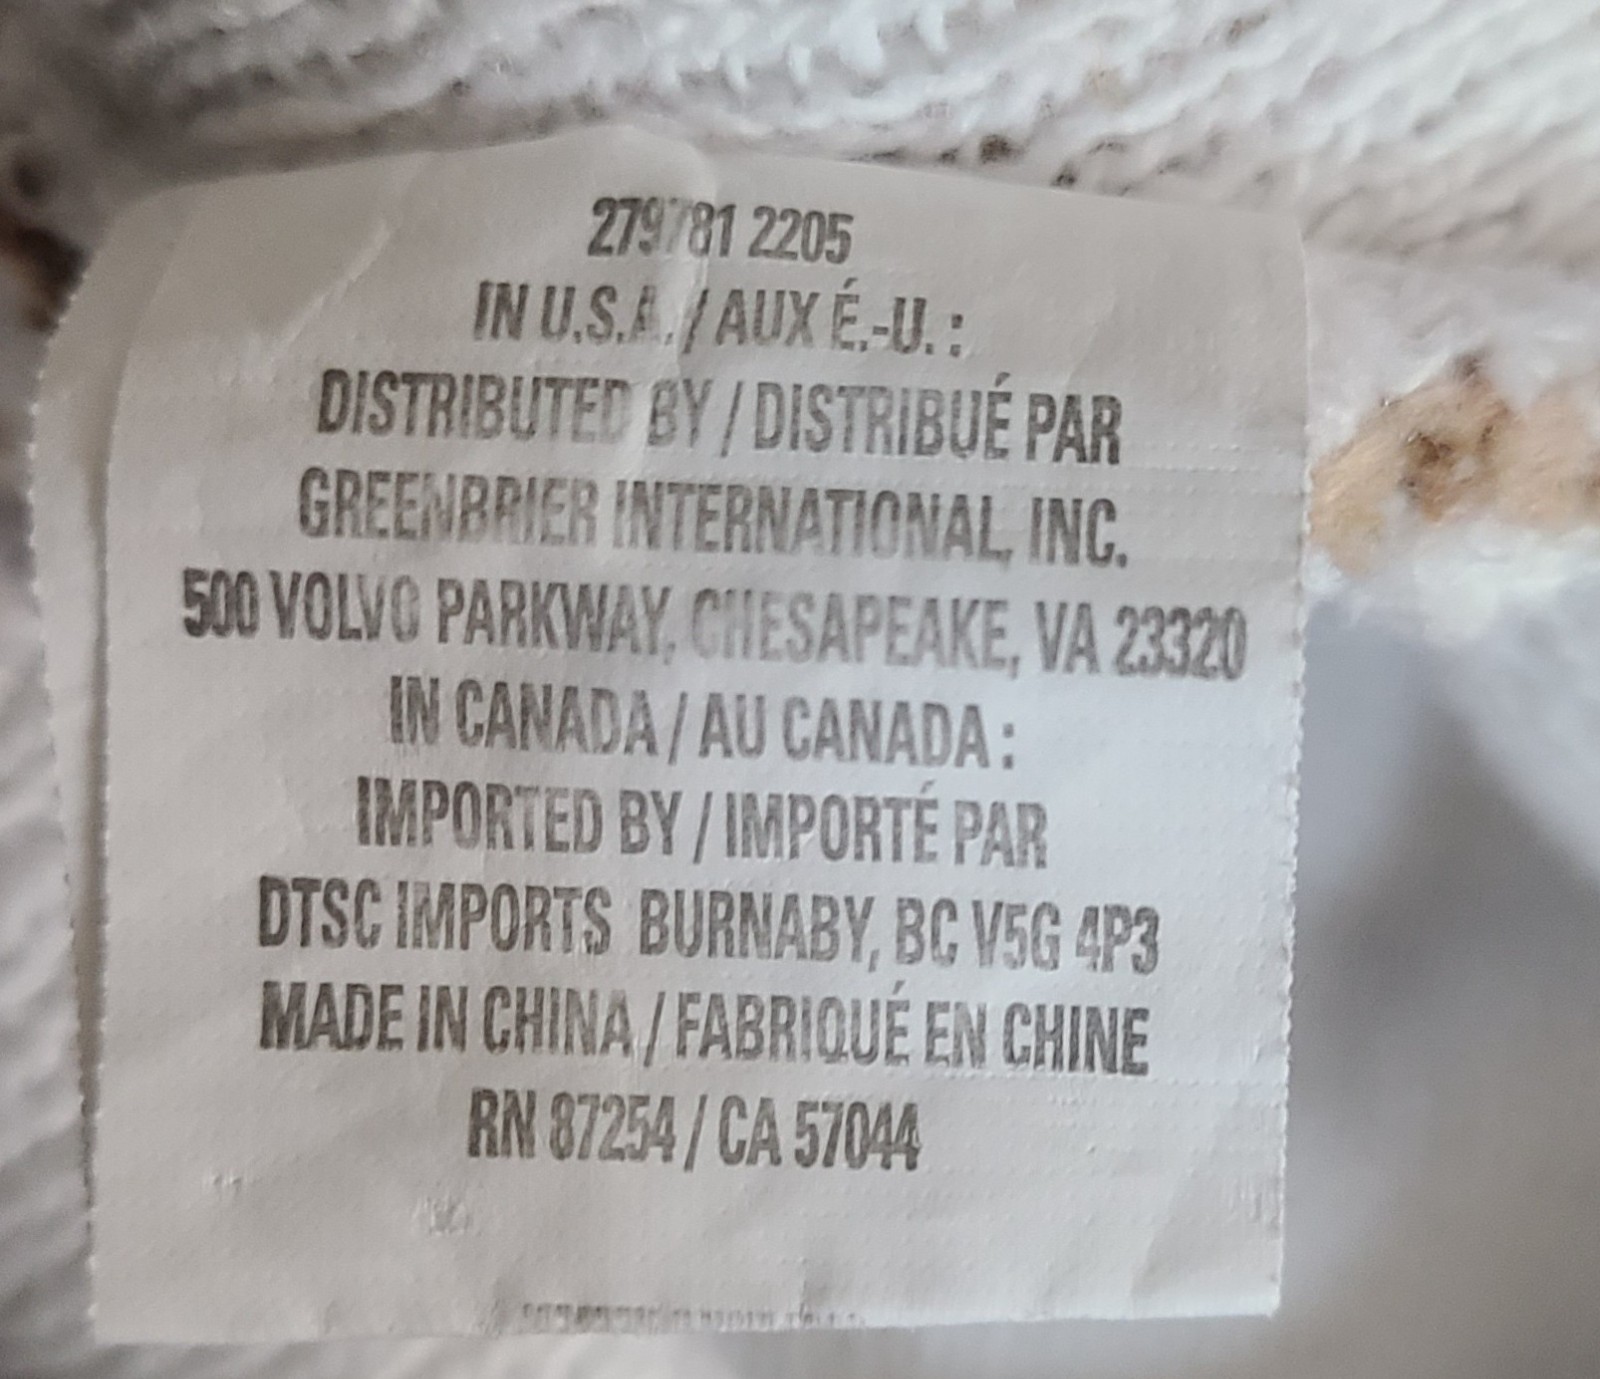 279781 2205
IN U.S.A. / AUX É.-U. :
DISTRIBUTED BY / DISTRIBUÉ PAR
GREENBRIER INTERNATIONAL, INC.
500 VOLVO PARKWAY, CHESAPEAKE, VA 23320
IN CANADA / AU CANADA :
IMPORTED BY / IMPORTÉ PAR
DTSC IMPORTS BURNABY, BC V5G 4P3
MADE IN CHINA / FABRIQUÉ EN CHINE
RN 87254 / CA 57044